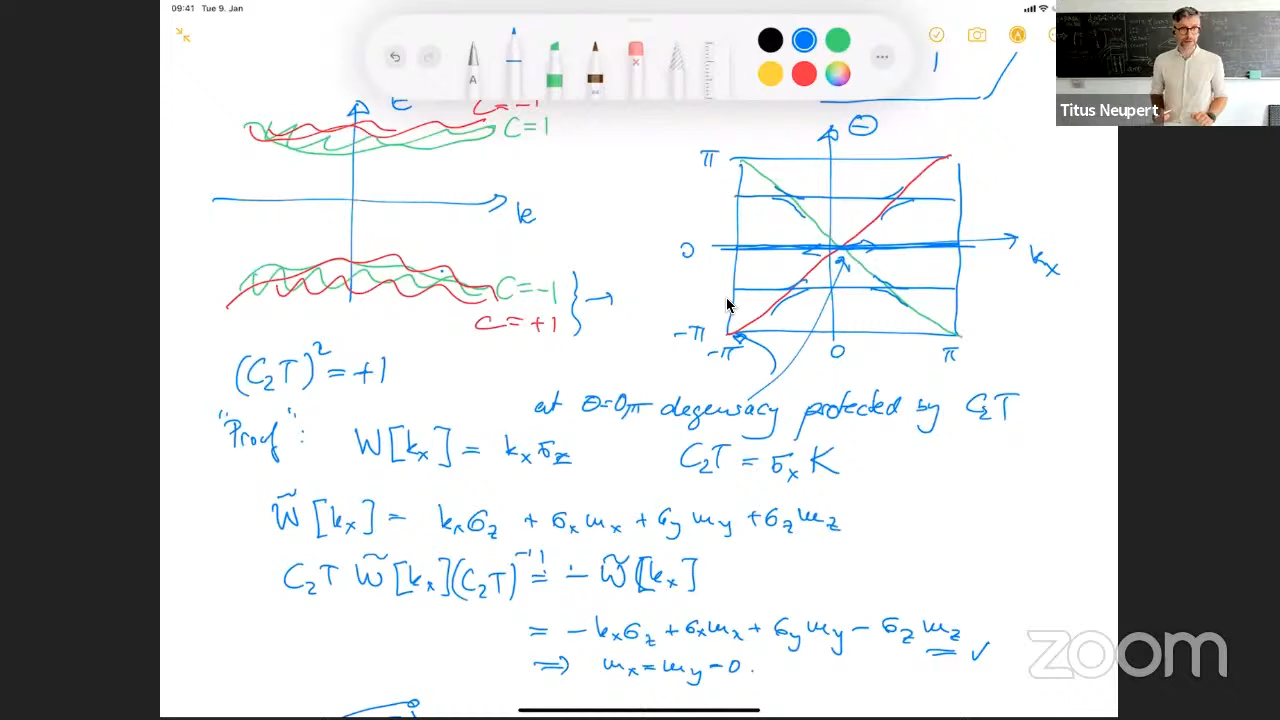 09:41 Tue 9. Jan
Titus Neupert
A
E
C=-1
C=1
k
C=-1
C=+1
Θ
π
0
-π
-π
0
π
kx
(C₂T)² = +1
at Θ=0,π degeneracy protected by C₂T
"Proof": W[kx] = kx σz
C₂T = σx K
W̃[kx] = kx σz + σx mx + σy my + σz mz
C₂T W̃[kx](C₂T)⁻¹ = - W̃[kx]
= -kx σz + σx mx + σy my - σz mz ✓
⇒ mx = my = 0.
zoom